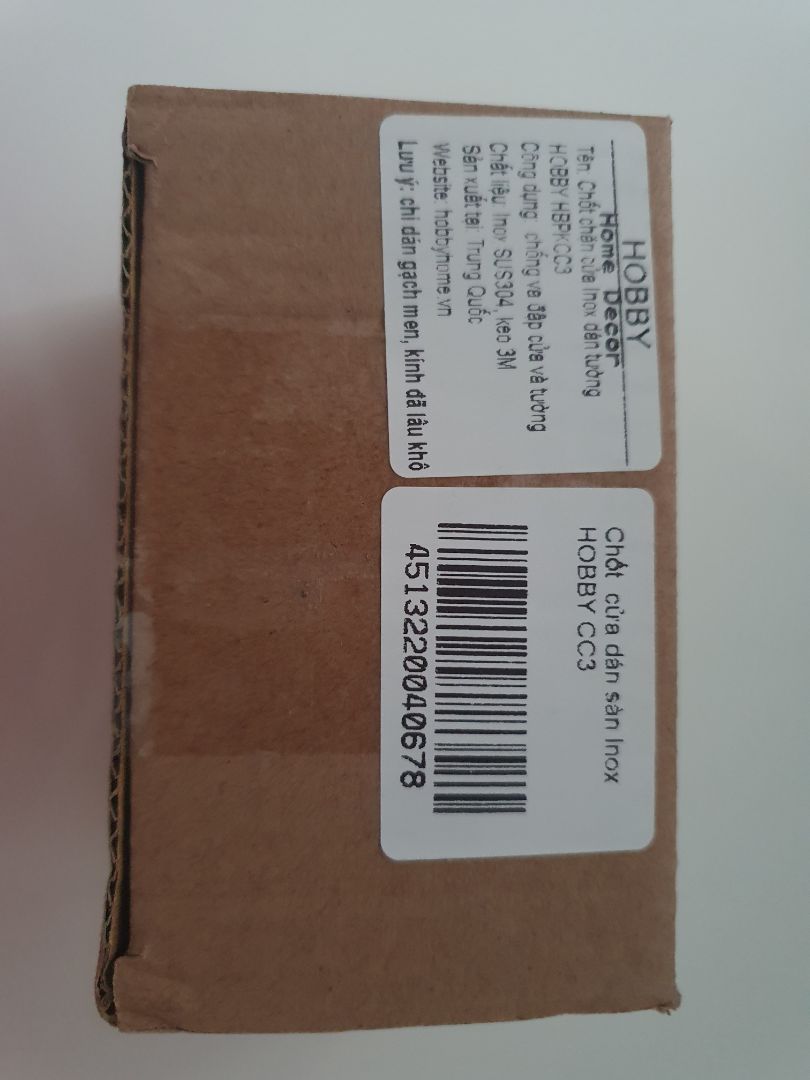 HOBBY
Home Decor
Tên: Chốt chặn cửa Inox dán tường
HOBBY HBPKCC3
Công dụng: chống va đập cửa và tường
Chất liệu: Inox SUS304, keo 3M
Sản xuất tại: Trung Quốc
Website: hobbyhome.vn
Lưu ý: chỉ dán gạch men, kính đã lâu khô
Chốt cửa dán sàn Inox
HOBBY CC3
4513220040678